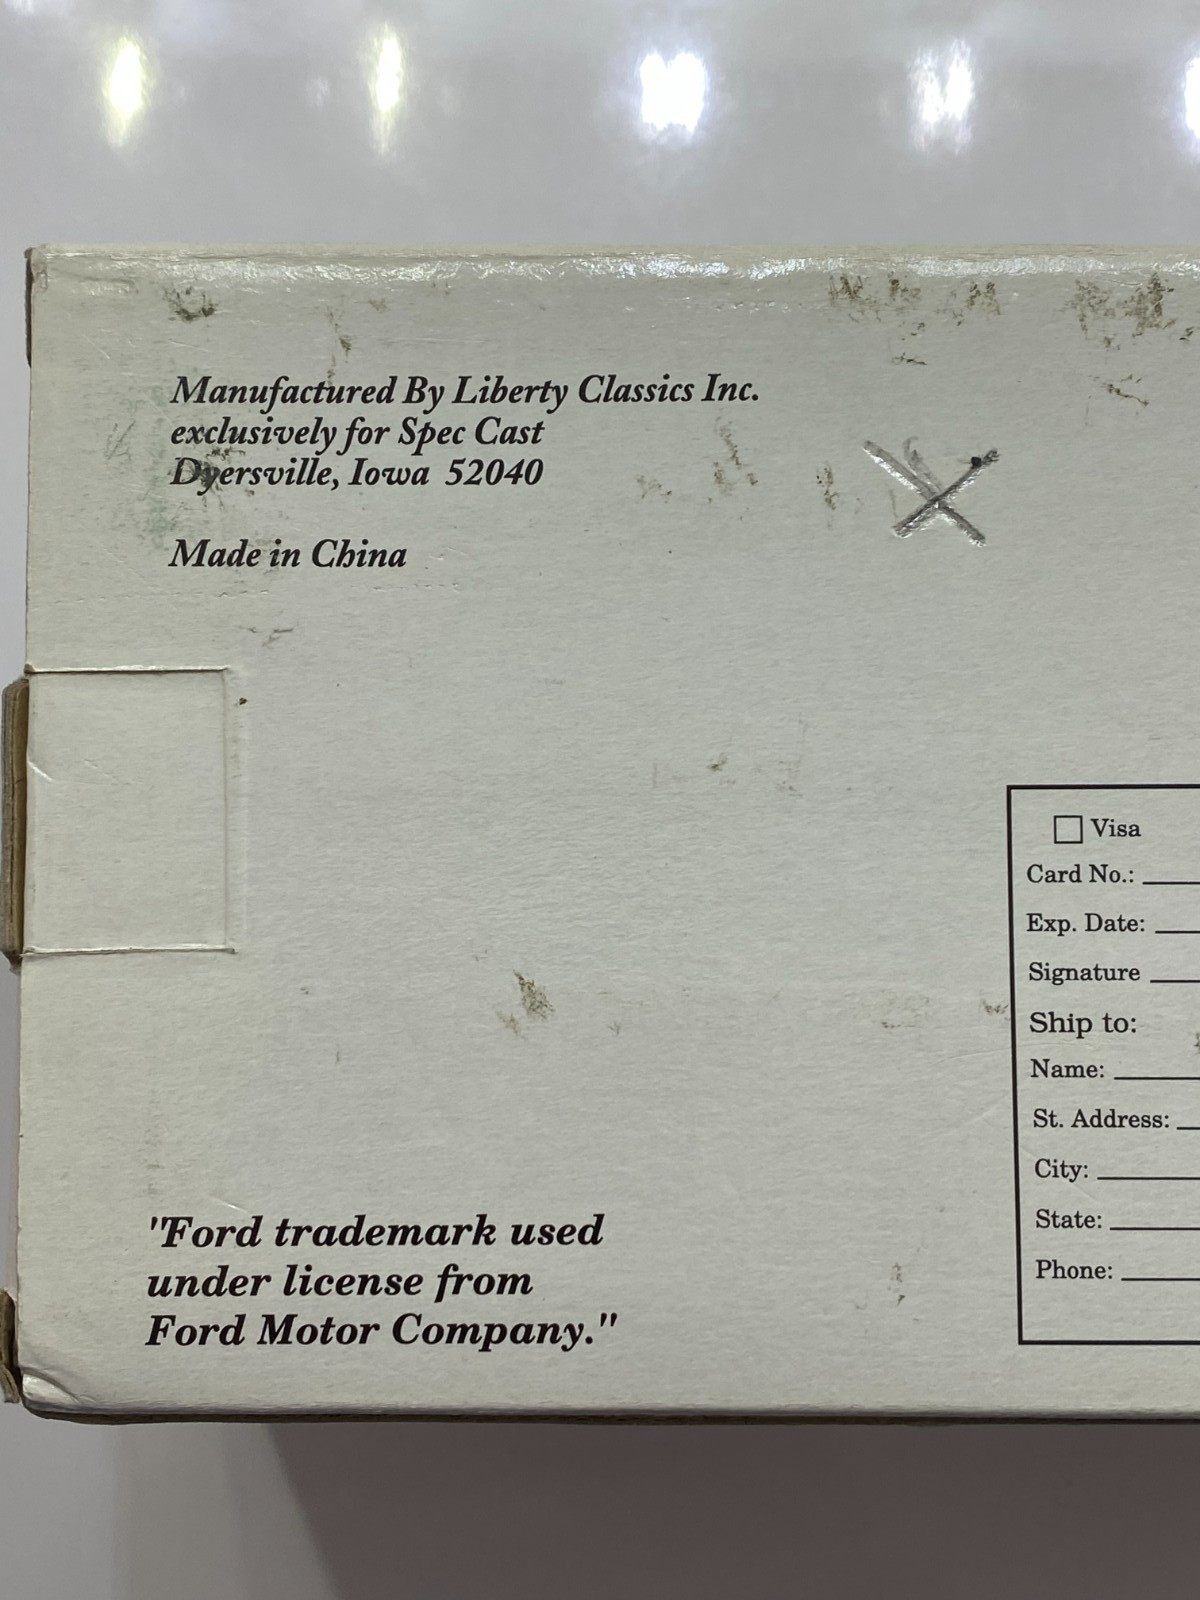 Manufactured By Liberty Classics Inc.
exclusively for Spec Cast
Dyersville, Iowa 52040
Made in China
Visa
Card No.:
Exp. Date:
Signature
Ship to:
Name:
St. Address:
City:
State:
Phone:
"Ford trademark used
under license from
Ford Motor Company."